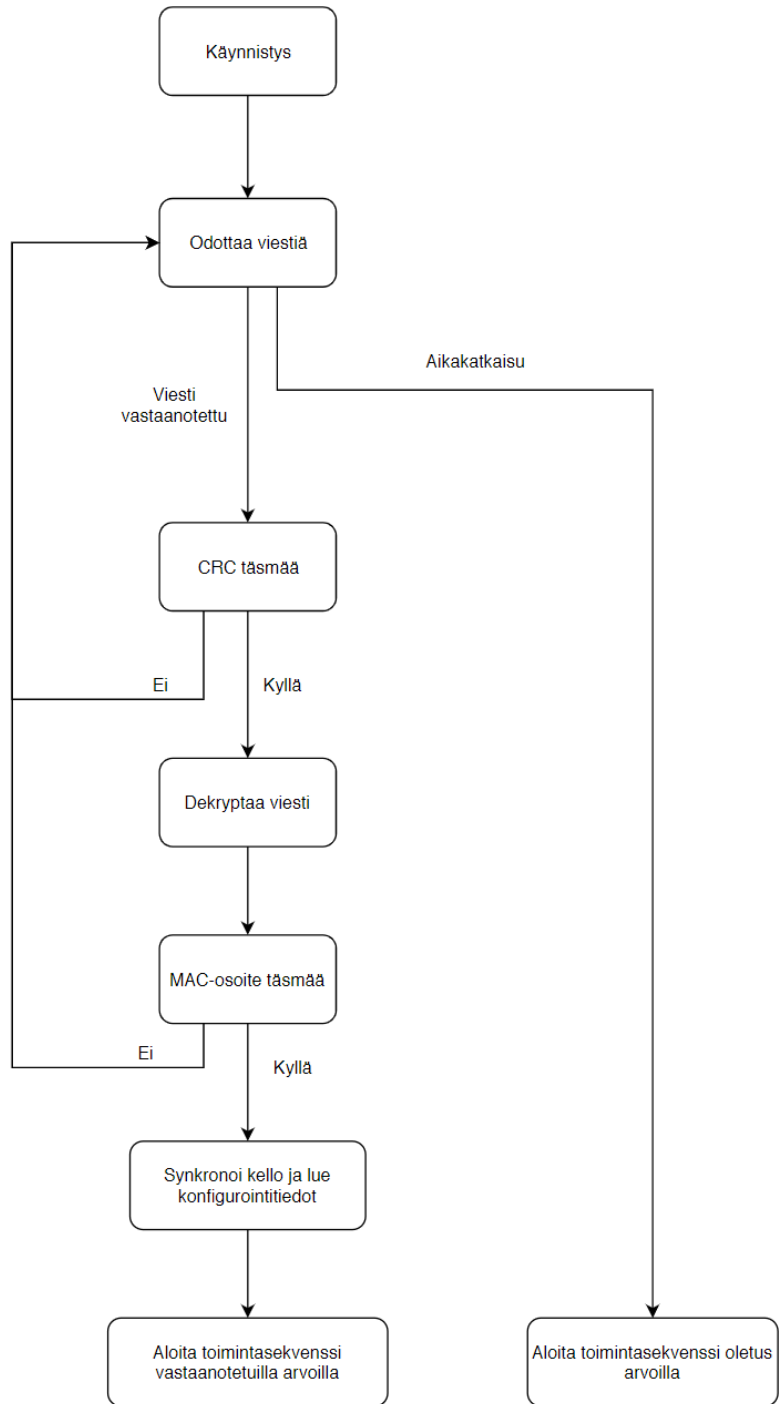 Käynnistys
Odottaa viestiä
Aikakatkaisu
Viesti
vastaanotettu
CRC täsmää
Ei
Kyllä
Dekryptaa viesti
MAC-osoite täsmää
Ei
Kyllä
Synkronoi kello ja lue
konfigurointitiedot
Aloita toimintasekvenssi
vastaanotetuilla arvoilla
Aloita toimintasekvenssi oletus
arvoilla